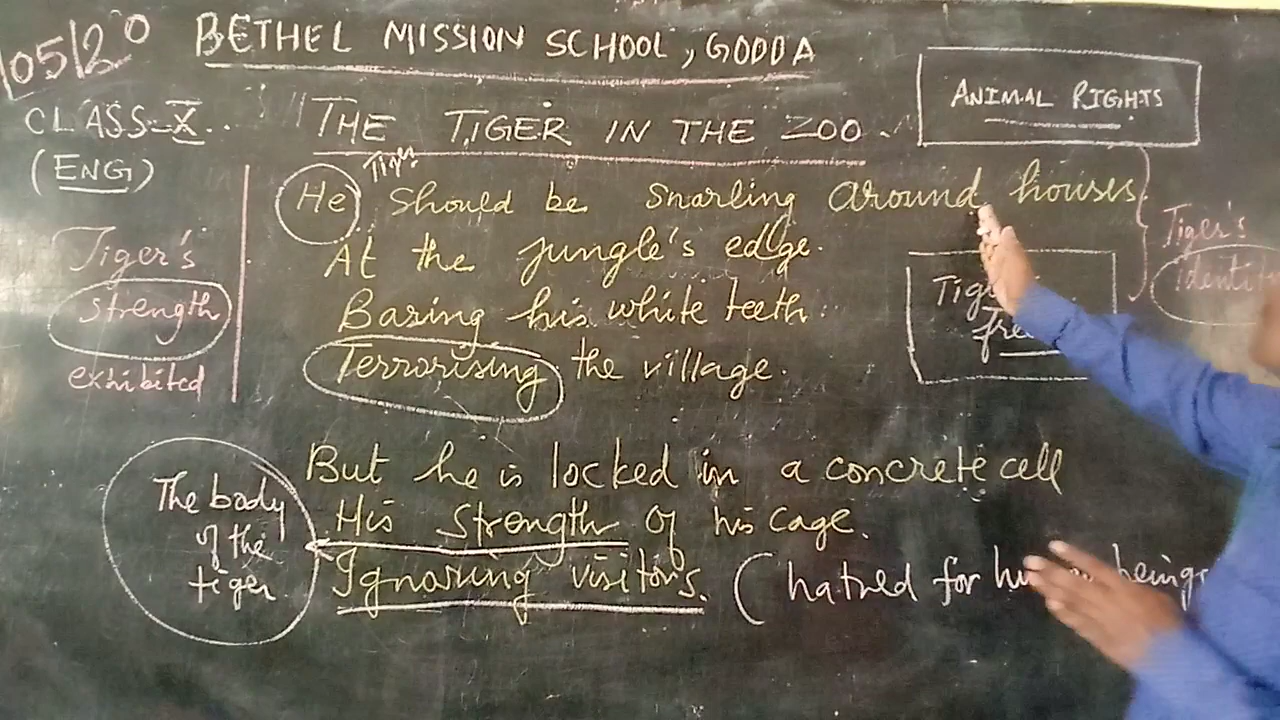 05/20
BETHEL MISSION SCHOOL, GODDA
CLASS-X..
(ENG)
"THE TIGER IN THE ZOO.
ANIMAL RIGHTS
Tiger
He should be snarling around houses
At the jungle's edge.
Baring his white teeth..
Terrorising the village.
Tiger's
strength
exhibited
Tiger's
But he is locked in a concrete cell
His strength of his cage.
Ignoring visitors. (hatred for
The body
of the
tiger.